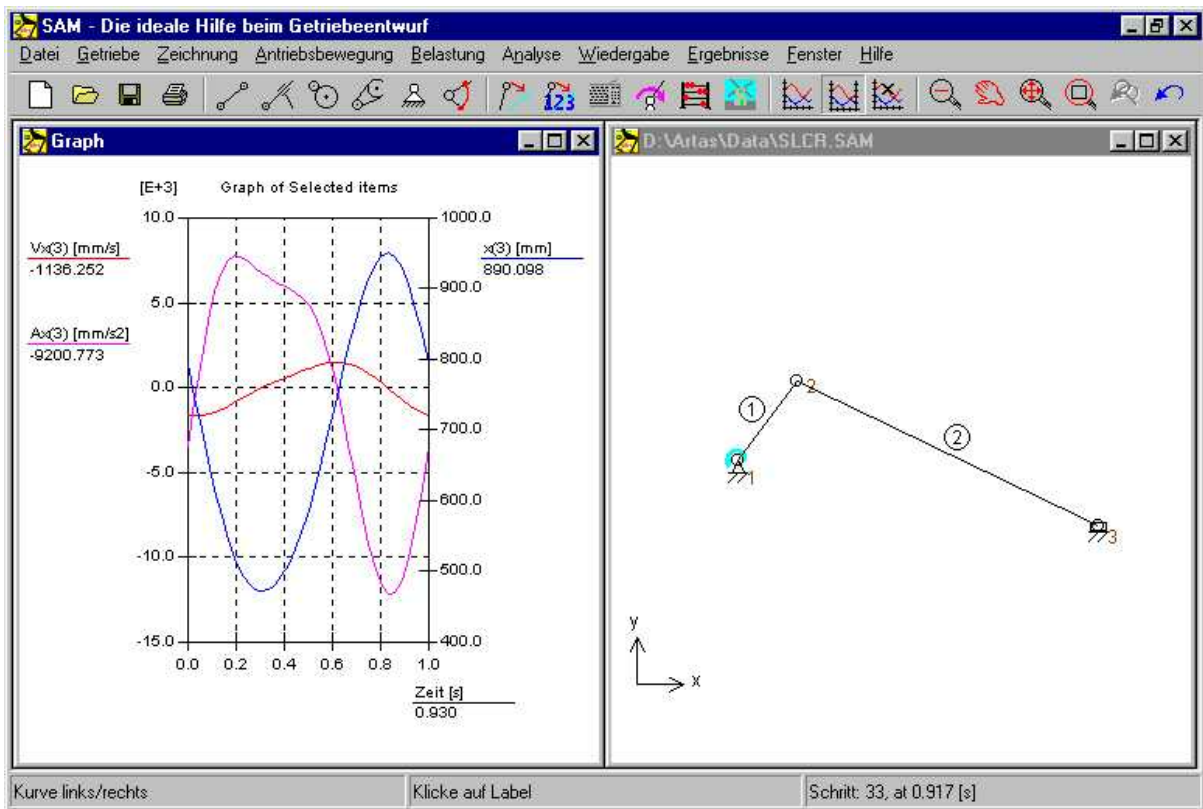 SAM - Die ideale Hilfe beim Getriebeentwurf
Datei Getriebe Zeichnung Antriebsbewegung Belastung Analyse Wiedergabe Ergebnisse Fenster Hilfe
123
Graph
[E+3] Graph of Selected items
10.0 1000.0
Vx(3) [mm/s] x(3) [mm]
-1136.252 890.098
900.0
5.0
Ax(3) [mm/s2]
-9200.773
800.0
0.0
700.0
-5.0
600.0
-10.0
500.0
-15.0 400.0
0.0 0.2 0.4 0.6 0.8 1.0
Zeit [s]
0.930
D:\Artas\Data\SLCR.SAM
2
1
2
1
3
y
x
Kurve links/rechts
Klicke auf Label
Schritt: 33, at 0.917 [s]